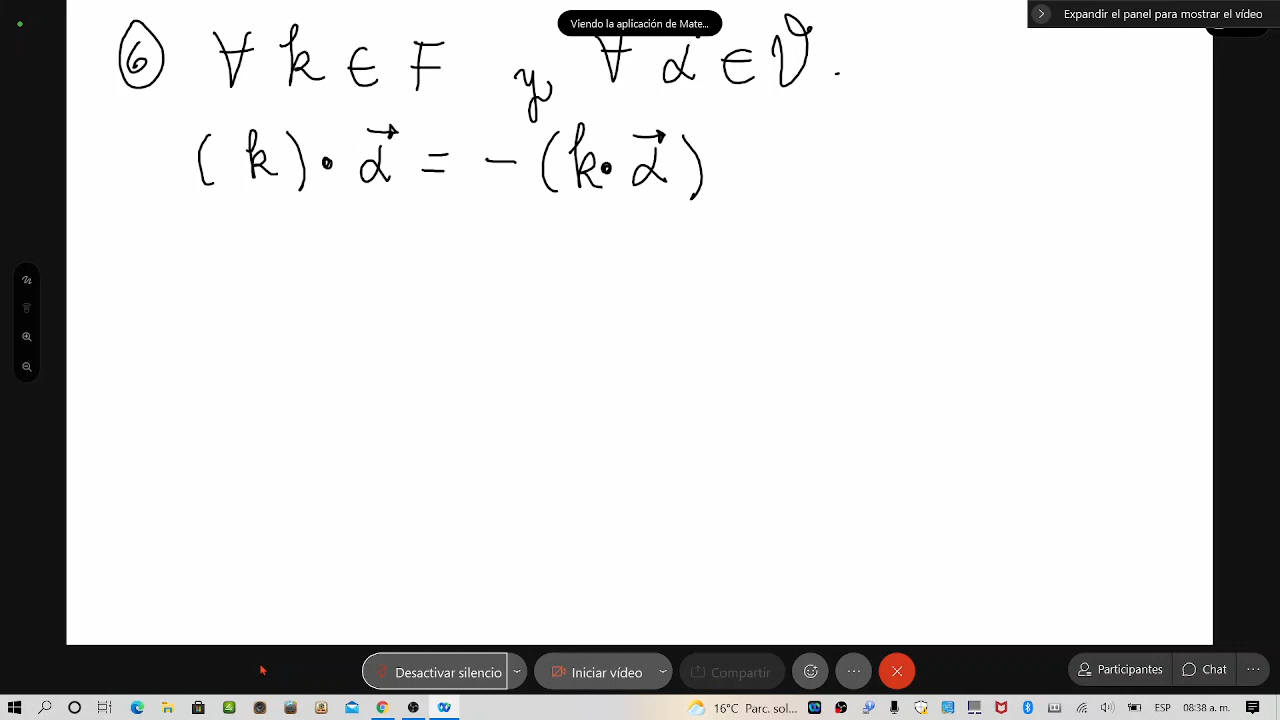 Viendo la aplicación de Mate...
Expandir el panel para mostrar el vídeo
⑥ ∀ k ∈ F y ∀ α ∈ V.
( k) • α⃗ = - (k • α⃗)
Desactivar silencio
Iniciar vídeo
Compartir
Participantes
Chat
16°C Parc. sol...
ESP
08:38 a. m.